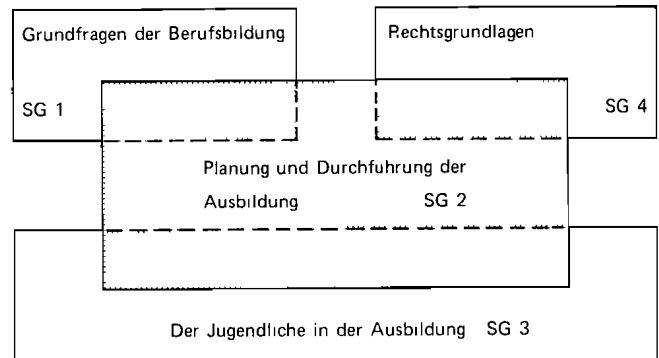 Grundfragen der Berufsbildung
SG 1
Rechtsgrundlagen
SG 4
Planung und Durchfuhrung der
Ausbildung SG 2
Der Jugendliche in der Ausbildung SG 3